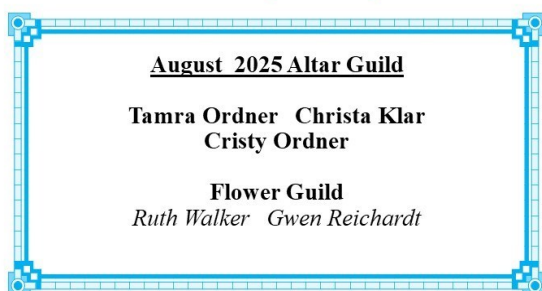 August 2025 Altar Guild
Tamra Ordner Christa Klar
Cristy Ordner
Flower Guild
Ruth Walker Gwen Reichardt